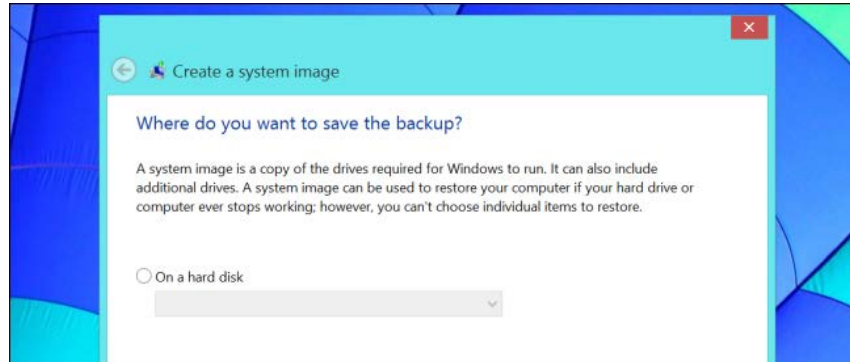 Create a system image
Where do you want to save the backup?
A system image is a copy of the drives required for Windows to run. It can also include
additional drives. A system image can be used to restore your computer if your hard drive or
computer ever stops working; however, you can't choose individual items to restore.
On a hard disk